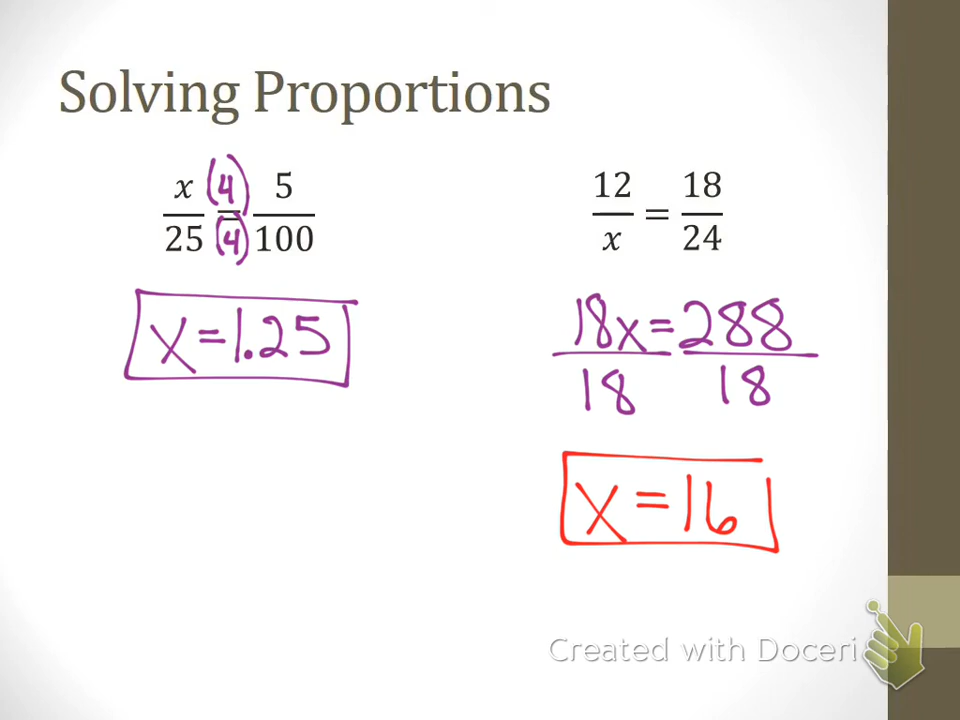 Solving Proportions
x (4) 5
=
25 (4) 100
x = 1.25
12 18
=
x 24
18x = 288
18 18
x = 16
Created with Doceri